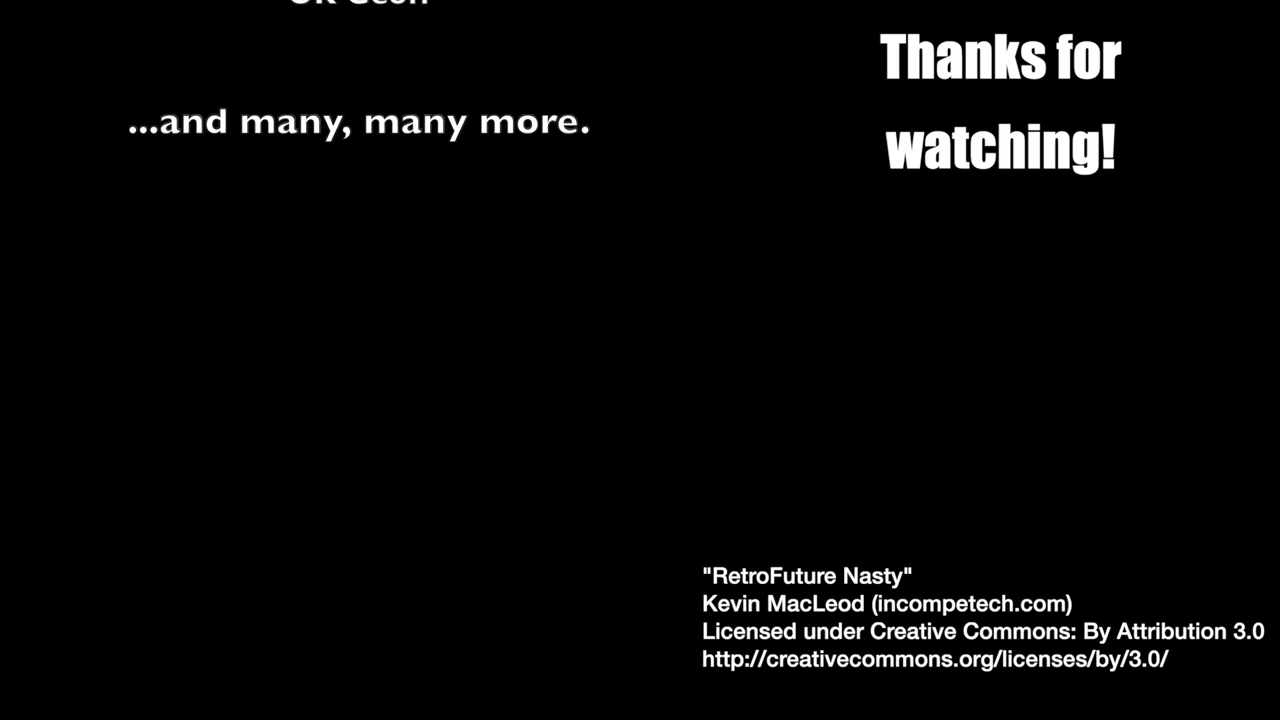 ...and many, many more.
Thanks for
watching!
"RetroFuture Nasty"
Kevin MacLeod (incompetech.com)
Licensed under Creative Commons: By Attribution 3.0
http://creativecommons.org/licenses/by/3.0/